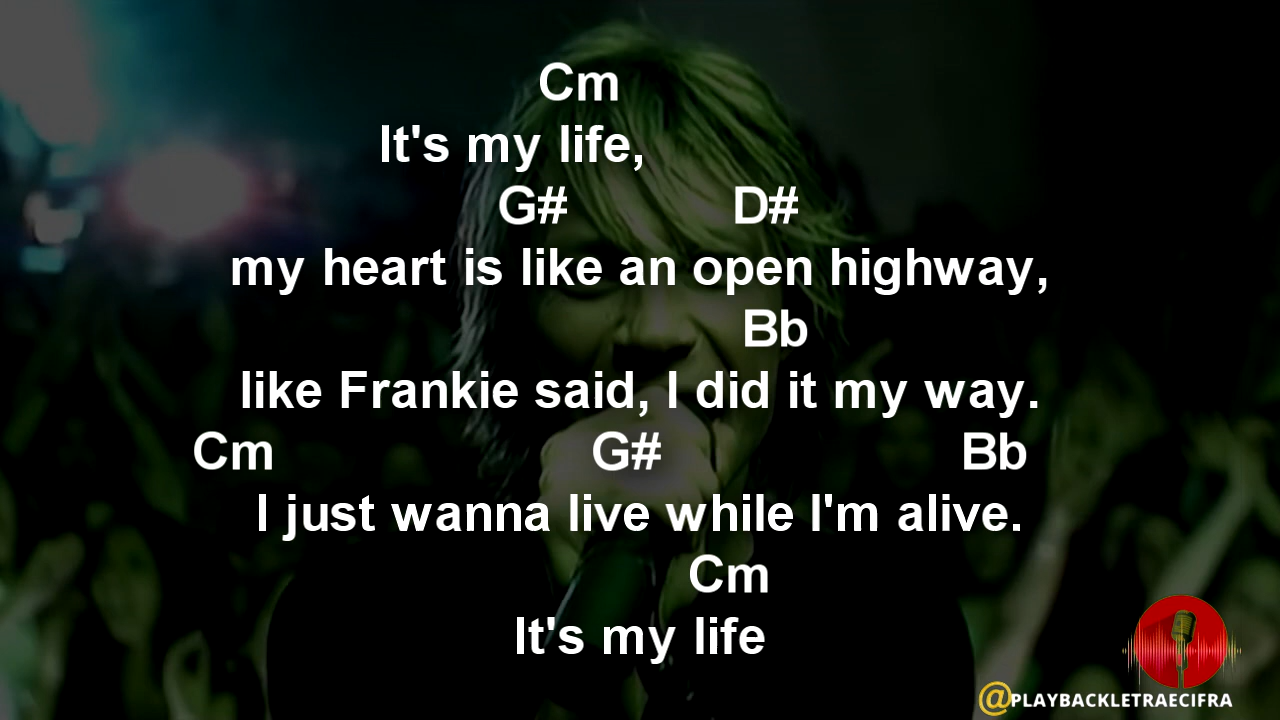 Cm
It's my life,
G# D#
my heart is like an open highway,
Bb
like Frankie said, I did it my way.
Cm G# Bb
I just wanna live while I'm alive.
Cm
It's my life
@PLAYBACKLETRAECIFRA